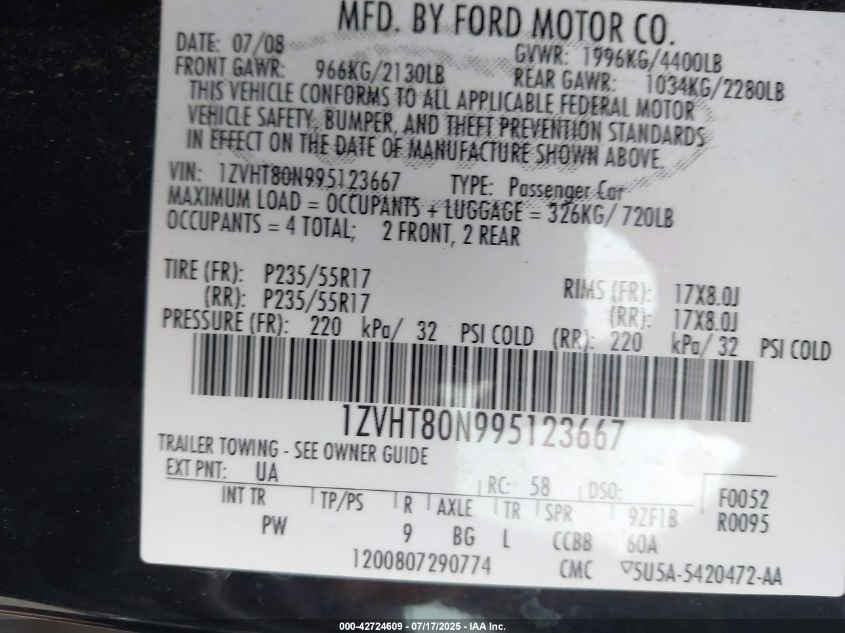 MFD. BY FORD MOTOR CO.
DATE: 07/08 GVWR: 1996KG/4400LB
FRONT GAWR: 966KG/2130LB REAR GAWR: 1034KG/2280LB
THIS VEHICLE CONFORMS TO ALL APPLICABLE FEDERAL MOTOR
VEHICLE SAFETY, BUMPER, AND THEFT PREVENTION STANDARDS
IN EFFECT ON THE DATE OF MANUFACTURE SHOWN ABOVE.
VIN: 1ZVHT80N995123667 TYPE: Passenger Car
MAXIMUM LOAD = OCCUPANTS + LUGGAGE = 326KG/ 720LB
OCCUPANTS = 4 TOTAL; 2 FRONT, 2 REAR
TIRE (FR): P235/55R17 RIMS (FR): 17X8.0J
(RR): P235/55R17 (RR): 17X8.0J
PRESSURE (FR): 220 kPa/ 32 PSI COLD (RR): 220 kPa/ 32 PSI COLD
1ZVHT80N995123667
TRAILER TOWING - SEE OWNER GUIDE
EXT PNT: UA RC: 58 DSO: F0052
INT TR TP/PS R AXLE TR SPR 9ZF1B R0095
PW 9 BG L CCBB 60A
1200807290774 CMC ▽5U5A-5420472-AA
000-42724609 - 07/17/2025 - IAA Inc.